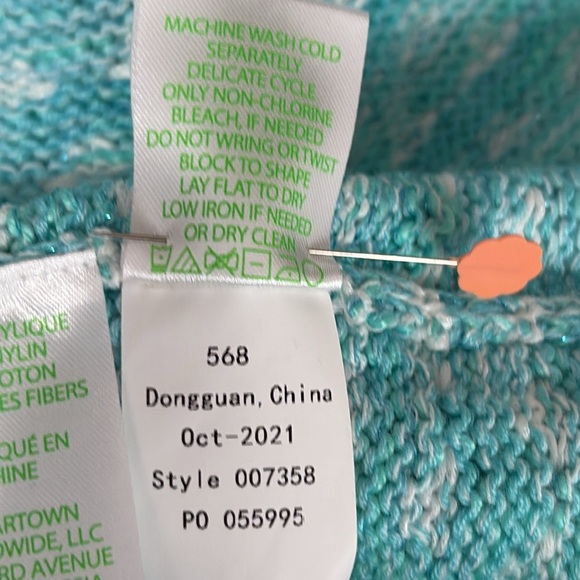 MACHINE WASH COLD
SEPARATELY
DELICATE CYCLE
ONLY NON-CHLORINE
BLEACH, IF NEEDED
DO NOT WRING OR TWIST
BLOCK TO SHAPE
LAY FLAT TO DRY
LOW IRON IF NEEDED
OR DRY CLEAN
568
Dongguan, China
Oct-2021
Style 007358
PO 055995
YLIQUE
YLIN
OTON
ES FIBERS
QUÉ EN
HINE
ARTOWN
DWIDE, LLC
RD AVENUE